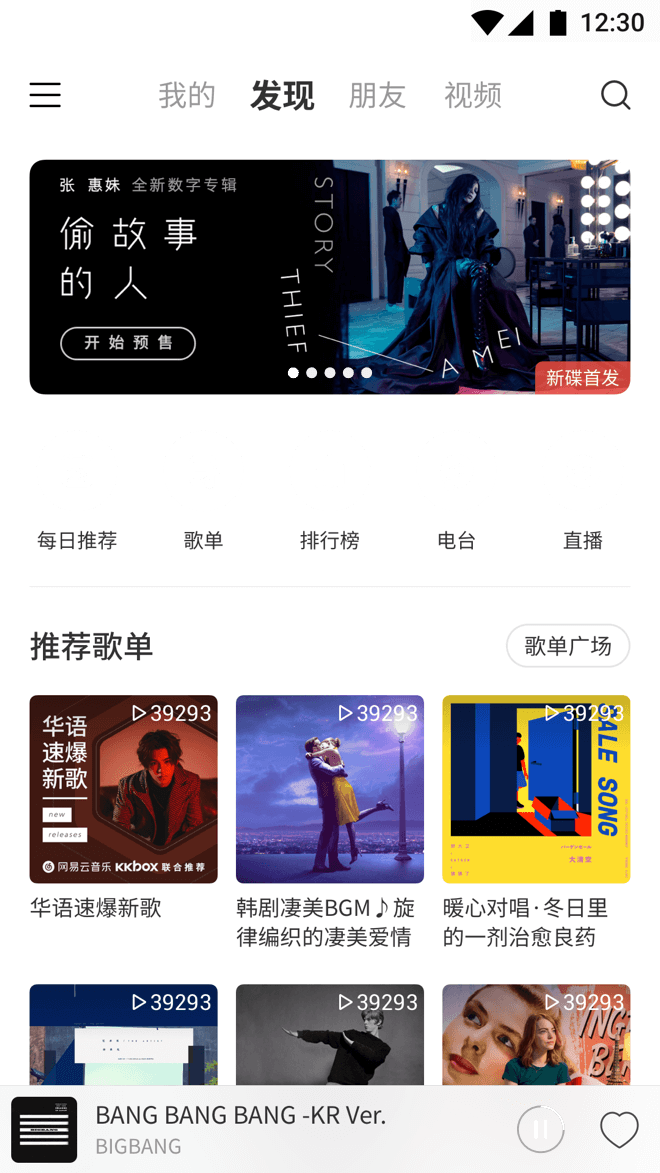 12:30
我的 发现 朋友 视频
张 惠妹 全新数字专辑
偷故事
的人
开始预售
STORY
THIEF
AMEI
新碟首发
每日推荐 歌单 排行榜 电台 直播
推荐歌单 歌单广场
39293 39293 39293
华语
速爆
新歌
new
releases
网易云音乐 KKBOX 联合推荐
SALE SONG
大清空
华语速爆新歌
韩剧凄美BGM♪旋
律编织的凄美爱情
暖心对唱·冬日里
的一剂治愈良药
39293 39293 39293
BANG BANG BANG -KR Ver.
BIGBANG